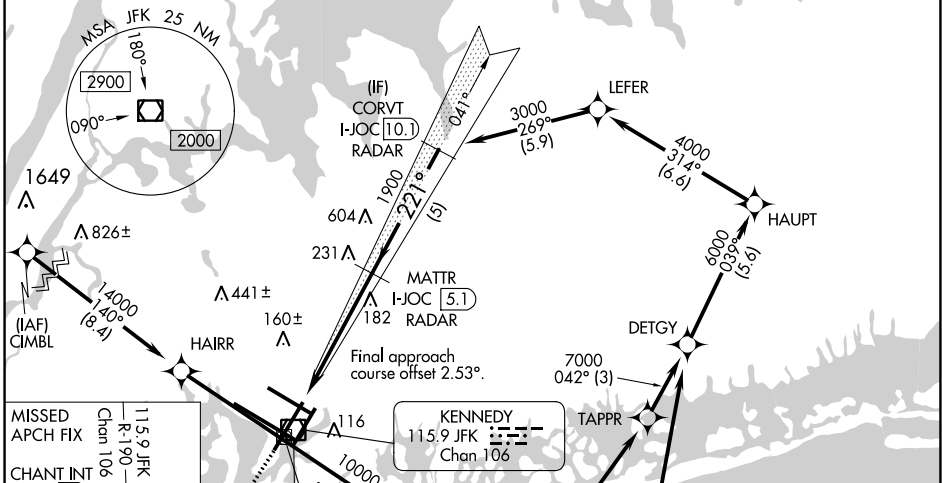 MSA JFK 25 NM
180°
2900
090°
2000
1649
826±
(IAF)
CIMBL
14000
140°
(8.4)
HAIRR
441±
160±
604
231
182
116
(IF)
CORVT
I-JOC 10.1
RADAR
041°
1900
221°
(5)
MATTR
I-JOC 5.1
RADAR
Final approach
course offset 2.53°.
3000
269°
(5.9)
LEFER
4000
314°
(6.6)
HAUPT
6000
039°
(5.6)
DETGY
7000
042° (3)
TAPPR
KENNEDY
115.9 JFK
Chan 106
10000
MISSED
APCH FIX
CHANT INT
115.9 JFK
R-190
Chan 106